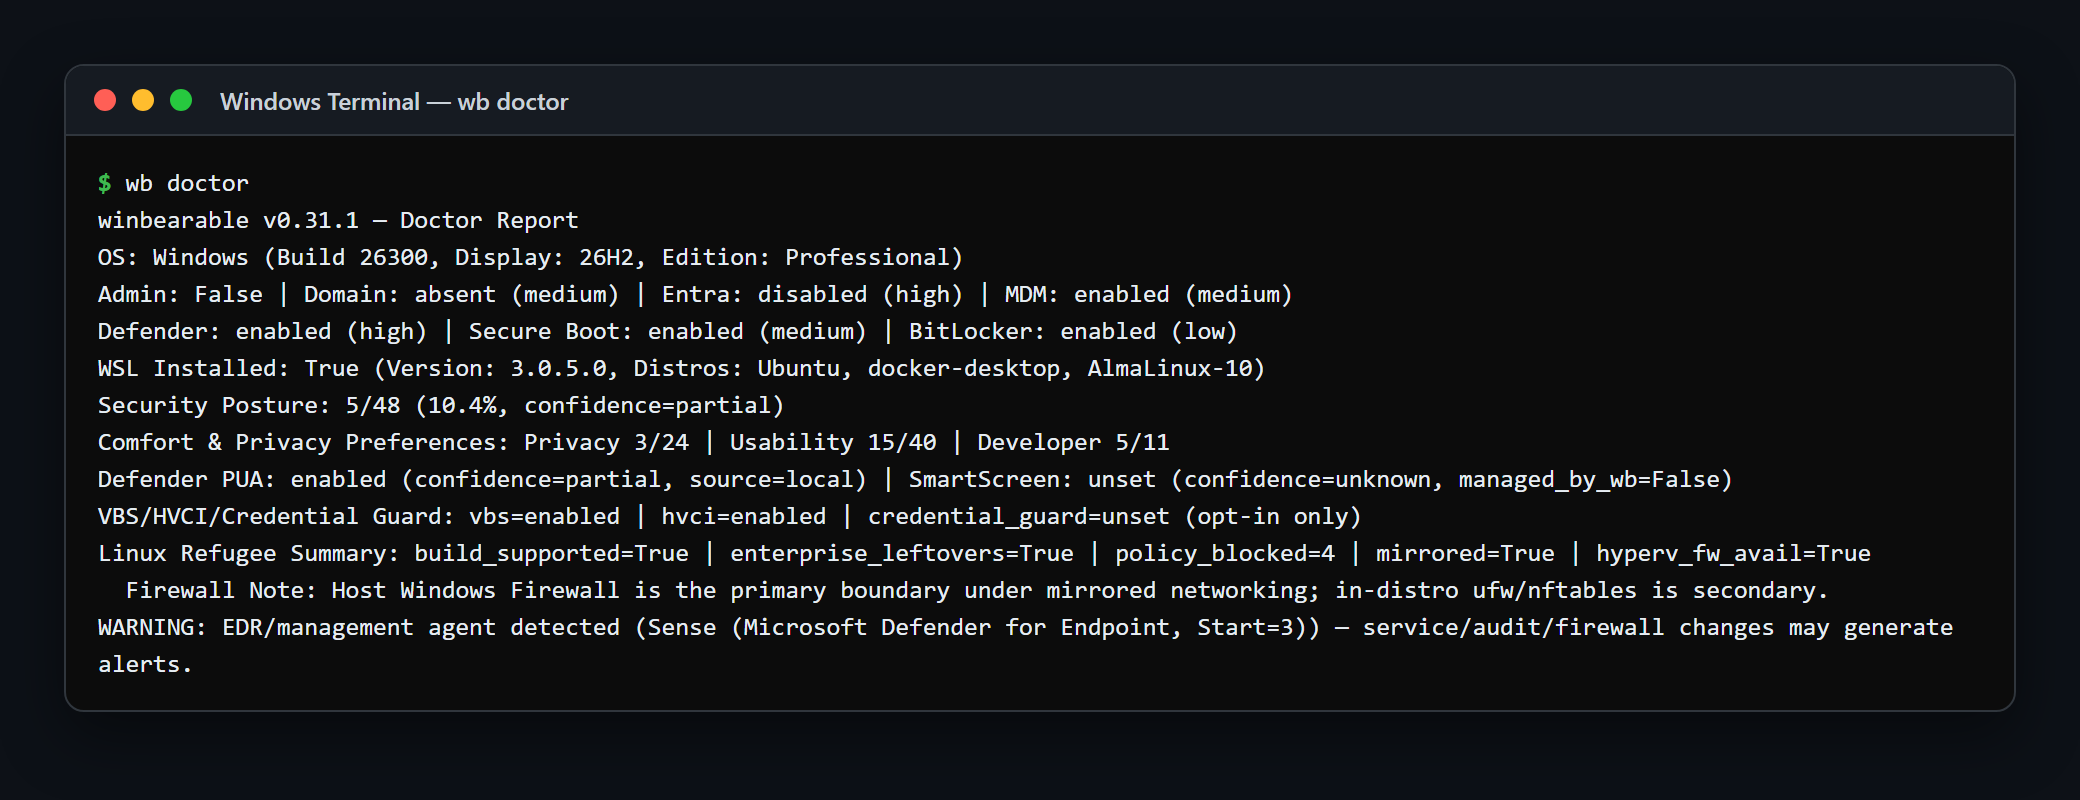 Windows Terminal — wb doctor
$ wb doctor
winbearable v0.31.1 — Doctor Report
OS: Windows (Build 26300, Display: 26H2, Edition: Professional)
Admin: False | Domain: absent (medium) | Entra: disabled (high) | MDM: enabled (medium)
Defender: enabled (high) | Secure Boot: enabled (medium) | BitLocker: enabled (low)
WSL Installed: True (Version: 3.0.5.0, Distros: Ubuntu, docker-desktop, AlmaLinux-10)
Security Posture: 5/48 (10.4%, confidence=partial)
Comfort & Privacy Preferences: Privacy 3/24 | Usability 15/40 | Developer 5/11
Defender PUA: enabled (confidence=partial, source=local) | SmartScreen: unset (confidence=unknown, managed_by_wb=False)
VBS/HVCI/Credential Guard: vbs=enabled | hvci=enabled | credential_guard=unset (opt-in only)
Linux Refugee Summary: build_supported=True | enterprise_leftovers=True | policy_blocked=4 | mirrored=True | hyperv_fw_avail=True
  Firewall Note: Host Windows Firewall is the primary boundary under mirrored networking; in-distro ufw/nftables is secondary.
WARNING: EDR/management agent detected (Sense (Microsoft Defender for Endpoint, Start=3)) — service/audit/firewall changes may generate
alerts.